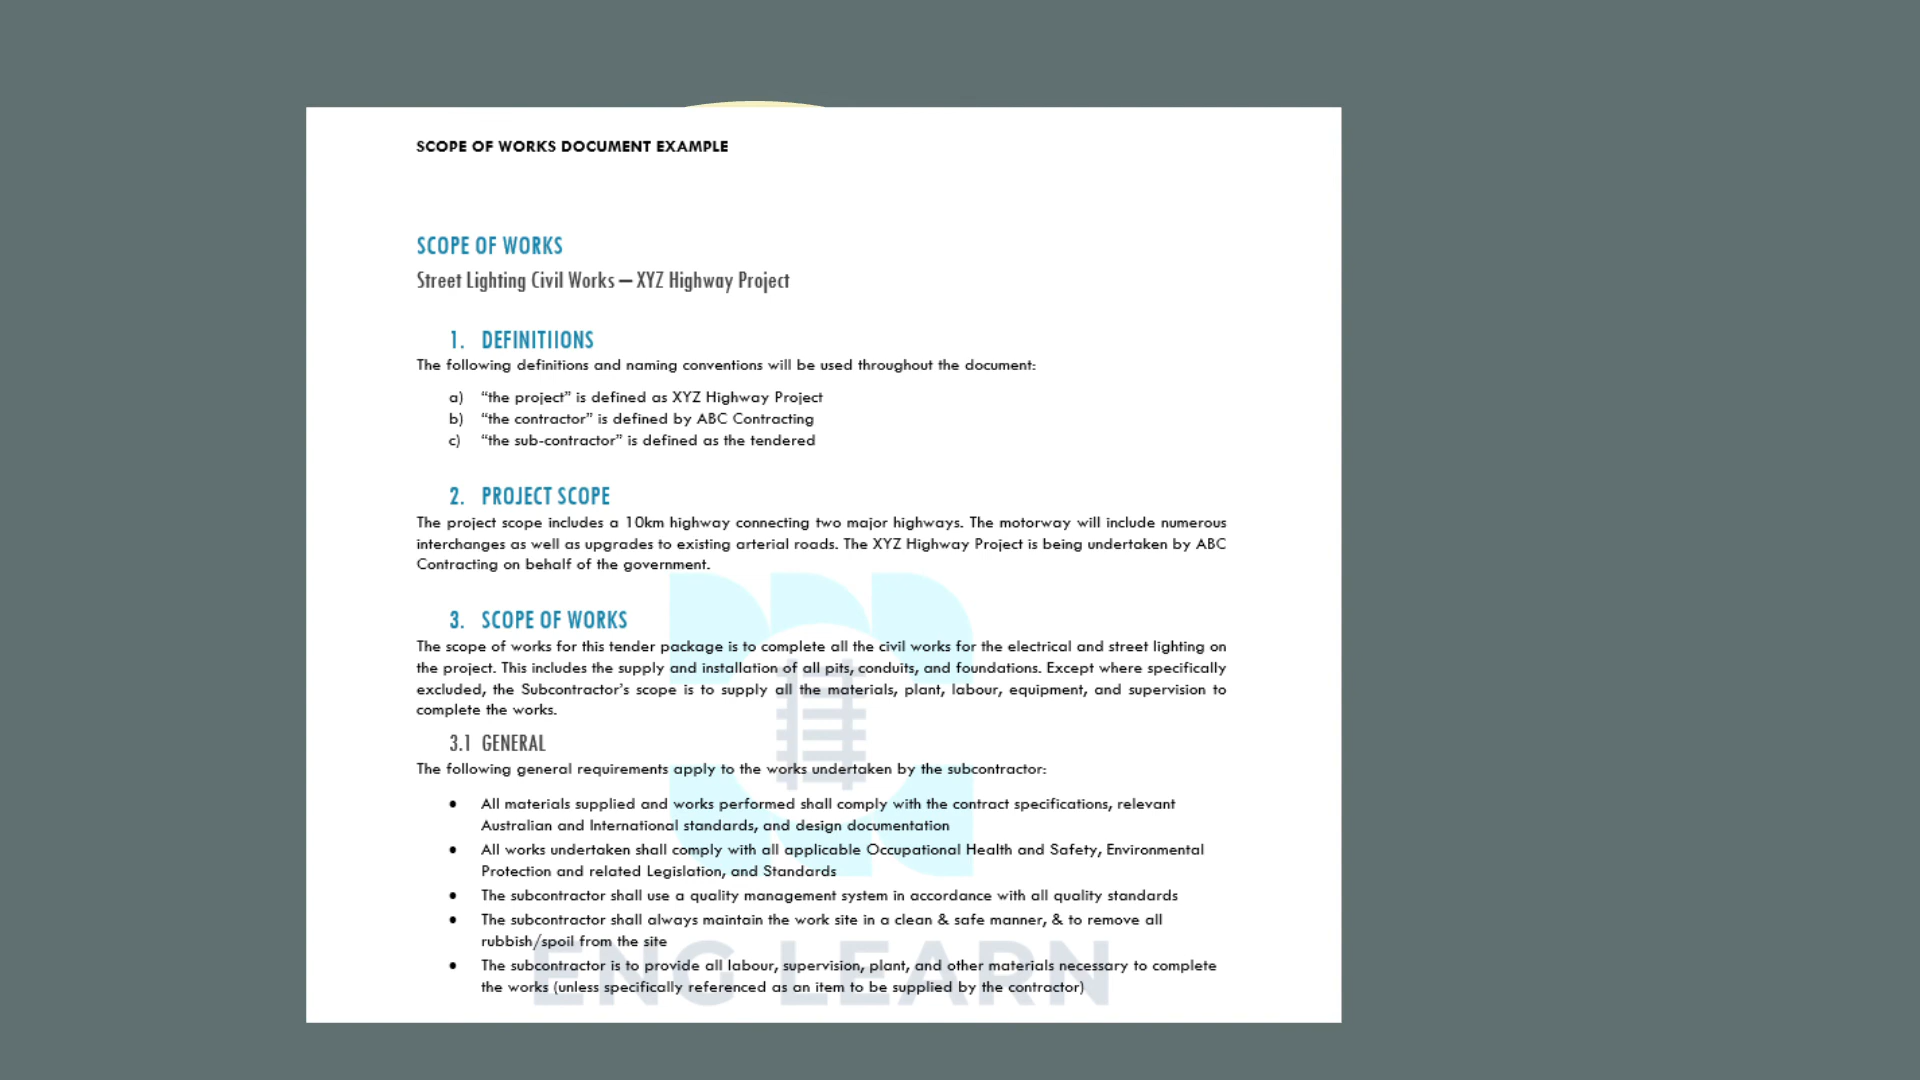 SCOPE OF WORKS DOCUMENT EXAMPLE
SCOPE OF WORKS
Street Lighting Civil Works – XYZ Highway Project
1. DEFINITIIONS
The following definitions and naming conventions will be used throughout the document:
a) “the project” is defined as XYZ Highway Project
b) “the contractor” is defined by ABC Contracting
c) “the sub-contractor” is defined as the tendered
2. PROJECT SCOPE
The project scope includes a 10km highway connecting two major highways. The motorway will include numerous
interchanges as well as upgrades to existing arterial roads. The XYZ Highway Project is being undertaken by ABC
Contracting on behalf of the government.
3. SCOPE OF WORKS
The scope of works for this tender package is to complete all the civil works for the electrical and street lighting on
the project. This includes the supply and installation of all pits, conduits, and foundations. Except where specifically
excluded, the Subcontractor’s scope is to supply all the materials, plant, labour, equipment, and supervision to
complete the works.
3.1 GENERAL
The following general requirements apply to the works undertaken by the subcontractor:
• All materials supplied and works performed shall comply with the contract specifications, relevant
Australian and International standards, and design documentation
• All works undertaken shall comply with all applicable Occupational Health and Safety, Environmental
Protection and related Legislation, and Standards
• The subcontractor shall use a quality management system in accordance with all quality standards
• The subcontractor shall always maintain the work site in a clean & safe manner, & to remove all
rubbish/spoil from the site
• The subcontractor is to provide all labour, supervision, plant, and other materials necessary to complete
the works (unless specifically referenced as an item to be supplied by the contractor)
ENG LEARN